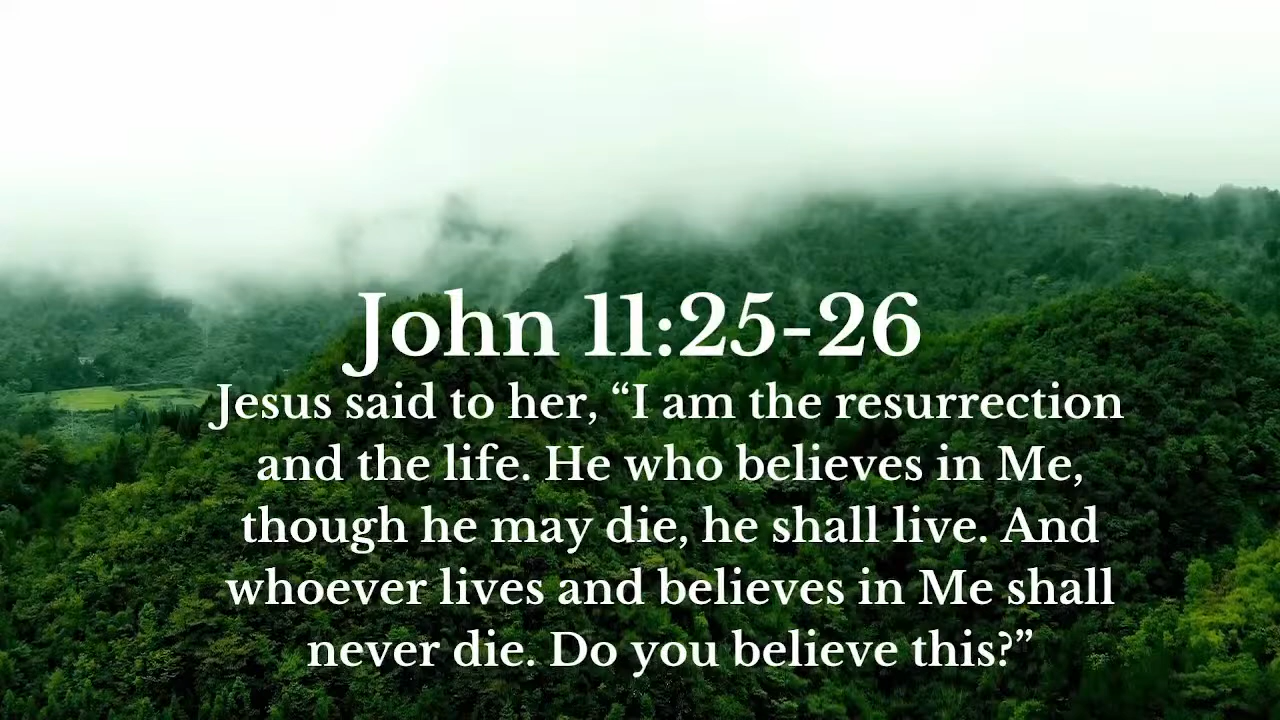 John 11:25-26
Jesus said to her, “I am the resurrection
and the life. He who believes in Me,
though he may die, he shall live. And
whoever lives and believes in Me shall
never die. Do you believe this?”